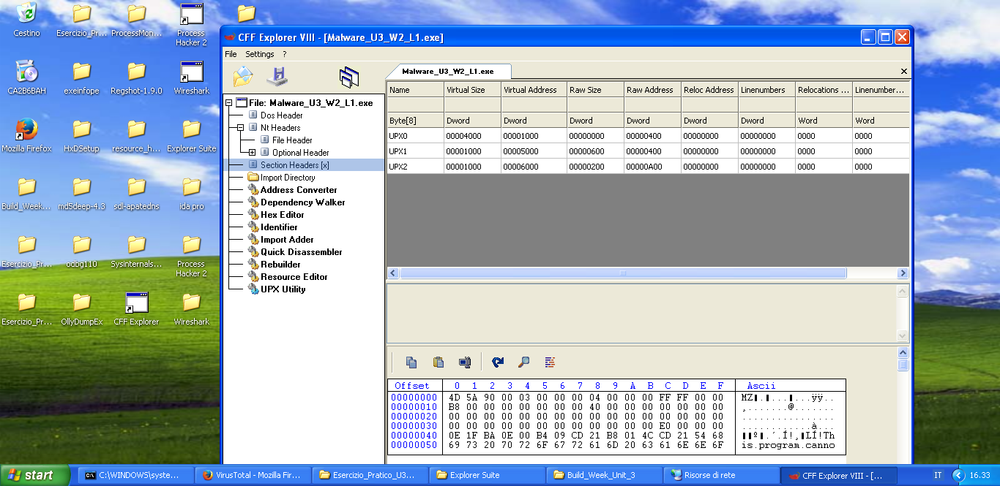 Cestino
Esercizio_Pr...
ProcessMon...
Process Hacker 2
CA2B6BAH
exeinfope
Regshot-1.9.0
Wireshark
Mozilla Firefox
HxDSetup
resource_h...
Explorer Suite
Build_Week...
md5deep-4.3
sdl-apatedns
ida pro
Esercizio_Pr...
odbg110
Sysinternals...
Process Hacker 2
Esercizio_Pr...
OllyDumpEx
CFF Explorer
Wireshark
CFF Explorer VIII - [Malware_U3_W2_L1.exe]
File Settings ?
File: Malware_U3_W2_L1.exe
Dos Header
Nt Headers
File Header
Optional Header
Section Headers [x]
Import Directory
Address Converter
Dependency Walker
Hex Editor
Identifier
Import Adder
Quick Disassembler
Rebuilder
Resource Editor
UPX Utility
Malware_U3_W2_L1.exe
Name Virtual Size Virtual Address Raw Size Raw Address Reloc Address Linenumbers Relocations ... Linenumber...
Byte[8] Dword Dword Dword Dword Dword Dword Word Word
UPX0 00004000 00001000 00000000 00000400 00000000 00000000 0000 0000
UPX1 00001000 00005000 00000600 00000400 00000000 00000000 0000 0000
UPX2 00001000 00006000 00000200 00000A00 00000000 00000000 0000 0000
Offset 0 1 2 3 4 5 6 7 8 9 A B C D E F Ascii
00000000 4D 5A 90 00 03 00 00 00 04 00 00 00 FF FF 00 00 MZ▮.▮...▮...ÿÿ..
00000010 B8 00 00 00 00 00 00 00 40 00 00 00 00 00 00 00 ¸.......@.......
00000020 00 00 00 00 00 00 00 00 00 00 00 00 00 00 00 00 ................
00000030 00 00 00 00 00 00 00 00 00 00 00 00 E0 00 00 00 ............à...
00000040 0E 1F BA 0E 00 B4 09 CD 21 B8 01 4C CD 21 54 68 ▮▮º▮.´.Í!¸▮LÍ!Th
00000050 69 73 20 70 72 6F 67 72 61 6D 20 63 61 6E 6E 6F is.program.canno
start
C:\WINDOWS\syste...
VirusTotal - Mozilla Fir...
Esercizio_Pratico_U3...
Explorer Suite
Build_Week_Unit_3
Risorse di rete
CFF Explorer VIII - [...
IT
16.33